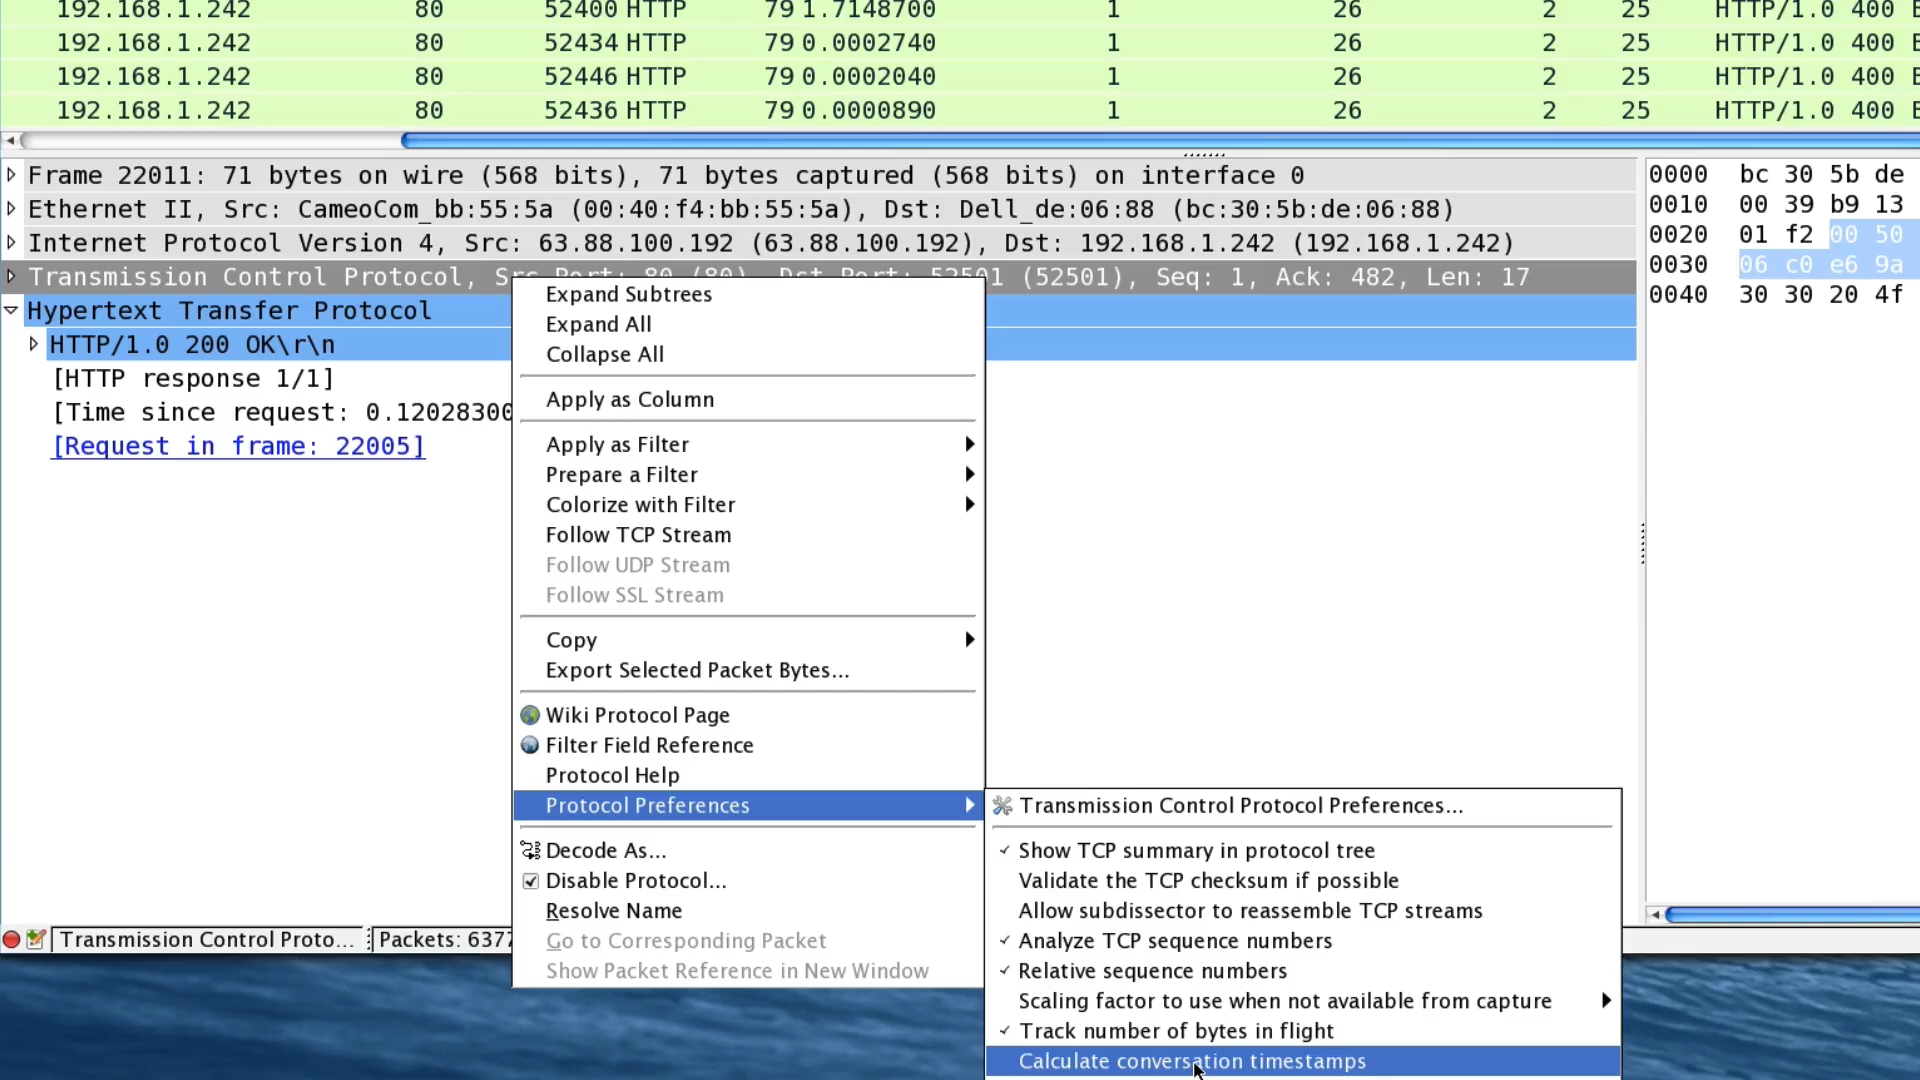 192.168.1.242 80 52400 HTTP 79 1.7148700 1 26 2 25 HTTP/1.0 400
192.168.1.242 80 52434 HTTP 79 0.0002740 1 26 2 25 HTTP/1.0 400
192.168.1.242 80 52446 HTTP 79 0.0002040 1 26 2 25 HTTP/1.0 400
192.168.1.242 80 52436 HTTP 79 0.0000890 1 26 2 25 HTTP/1.0 400
Frame 22011: 71 bytes on wire (568 bits), 71 bytes captured (568 bits) on interface 0
Ethernet II, Src: CameoCom_bb:55:5a (00:40:f4:bb:55:5a), Dst: Dell_de:06:88 (bc:30:5b:de:06:88)
Internet Protocol Version 4, Src: 63.88.100.192 (63.88.100.192), Dst: 192.168.1.242 (192.168.1.242)
Transmission Control Protocol, Src Port: 80 (80), Dst Port: 52501 (52501), Seq: 1, Ack: 482, Len: 17
Hypertext Transfer Protocol
HTTP/1.0 200 OK\r\n
[HTTP response 1/1]
[Time since request: 0.12028300
[Request in frame: 22005]
0000 bc 30 5b de
0010 00 39 b9 13
0020 01 f2 00 50
0030 06 c0 e6 9a
0040 30 30 20 4f
Expand Subtrees
Expand All
Collapse All
Apply as Column
Apply as Filter
Prepare a Filter
Colorize with Filter
Follow TCP Stream
Follow UDP Stream
Follow SSL Stream
Copy
Export Selected Packet Bytes...
Wiki Protocol Page
Filter Field Reference
Protocol Help
Protocol Preferences
Decode As...
Disable Protocol...
Resolve Name
Go to Corresponding Packet
Show Packet Reference in New Window
Transmission Control Protocol Preferences...
Show TCP summary in protocol tree
Validate the TCP checksum if possible
Allow subdissector to reassemble TCP streams
Analyze TCP sequence numbers
Relative sequence numbers
Scaling factor to use when not available from capture
Track number of bytes in flight
Calculate conversation timestamps
Transmission Control Proto...
Packets: 6377